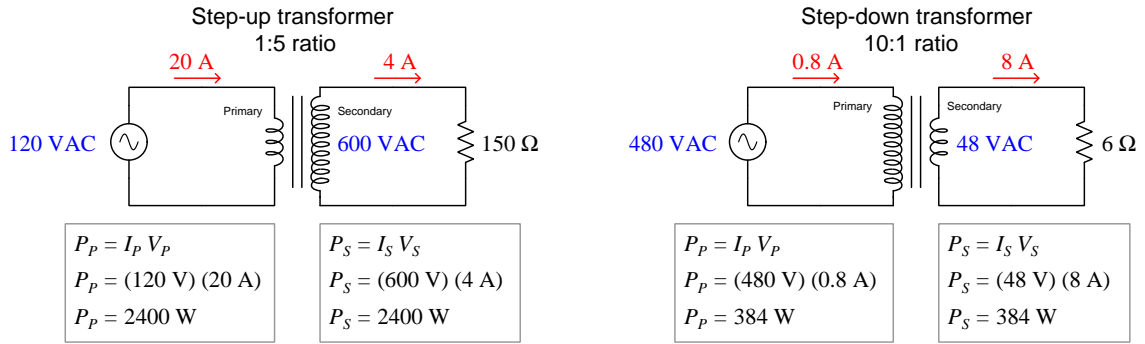 Step-up transformer
1:5 ratio
20 A
4 A
Primary
Secondary
120 VAC
600 VAC
150 Ω
P_P = I_P V_P
P_P = (120 V) (20 A)
P_P = 2400 W
P_S = I_S V_S
P_S = (600 V) (4 A)
P_S = 2400 W
Step-down transformer
10:1 ratio
0.8 A
8 A
Primary
Secondary
480 VAC
48 VAC
6 Ω
P_P = I_P V_P
P_P = (480 V) (0.8 A)
P_P = 384 W
P_S = I_S V_S
P_S = (48 V) (8 A)
P_S = 384 W